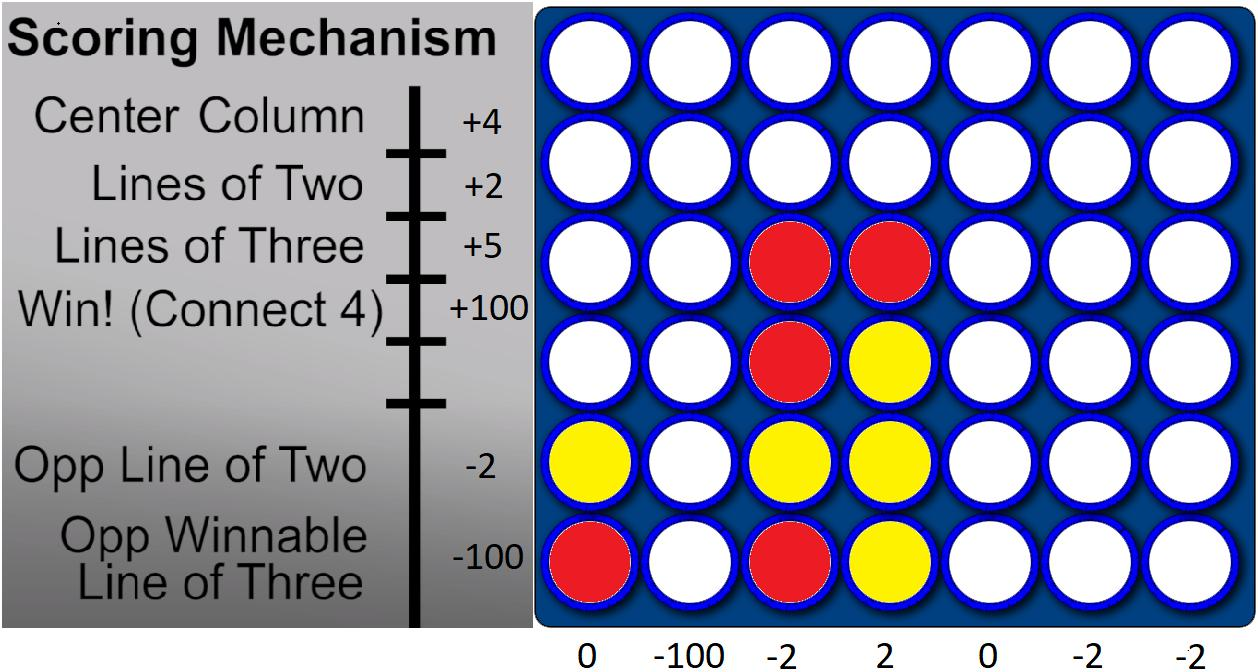 Scoring Mechanism
Center Column +4
Lines of Two +2
Lines of Three +5
Win! (Connect 4) +100
Opp Line of Two -2
Opp Winnable
Line of Three -100
0 -100 -2 2 0 -2 -2